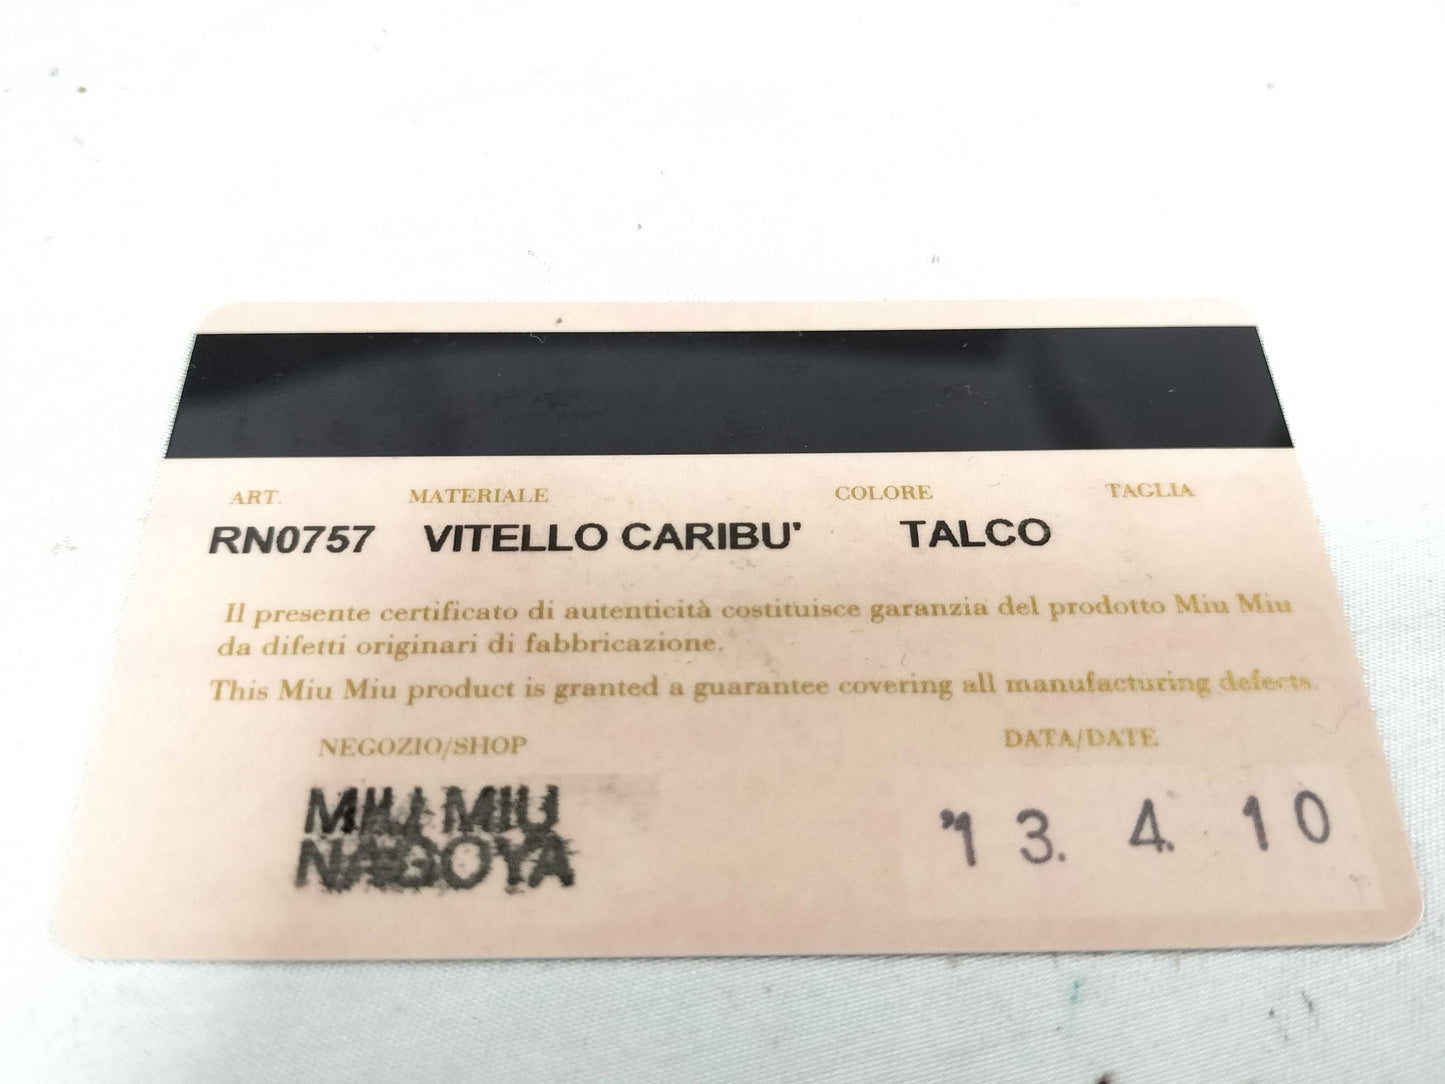 ART. MATERIALE COLORE TAGLIA
RN0757 VITELLO CARIBU' TALCO
Il presente certificato di autenticità costituisce garanzia del prodotto Miu Miu
da difetti originari di fabbricazione.
This Miu Miu product is granted a guarantee covering all manufacturing defects.
NEGOZIO/SHOP DATA/DATE
MIU MIU
NAGOYA
'13. 4. 10